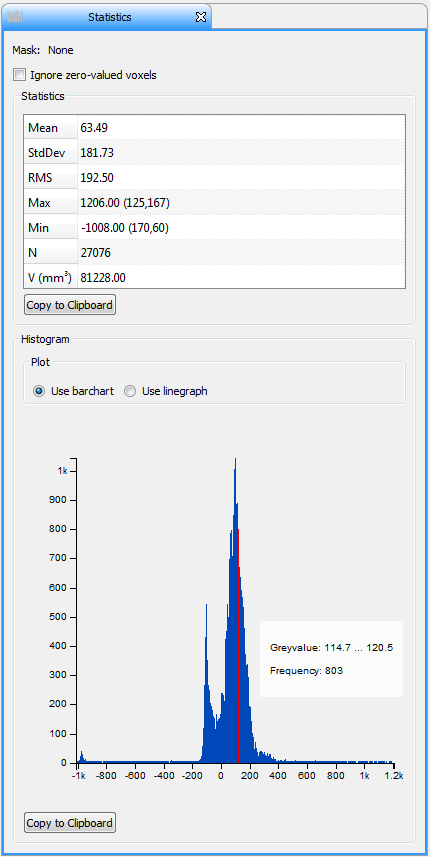 Statistics
Mask: None
Ignore zero-valued voxels
Statistics
Mean 63.49
StdDev 181.73
RMS 192.50
Max 1206.00 (125,167)
Min -1008.00 (170,60)
N 27076
V (mm³) 81228.00
Copy to Clipboard
Histogram
Plot
Use barchart Use linegraph
1k
900
800
700
600
500
400
300
200
100
0
Greyvalue: 114.7 ... 120.5
Frequency: 803
-1k -800 -600 -400 -200 0 200 400 600 800 1k 1.2k
Copy to Clipboard